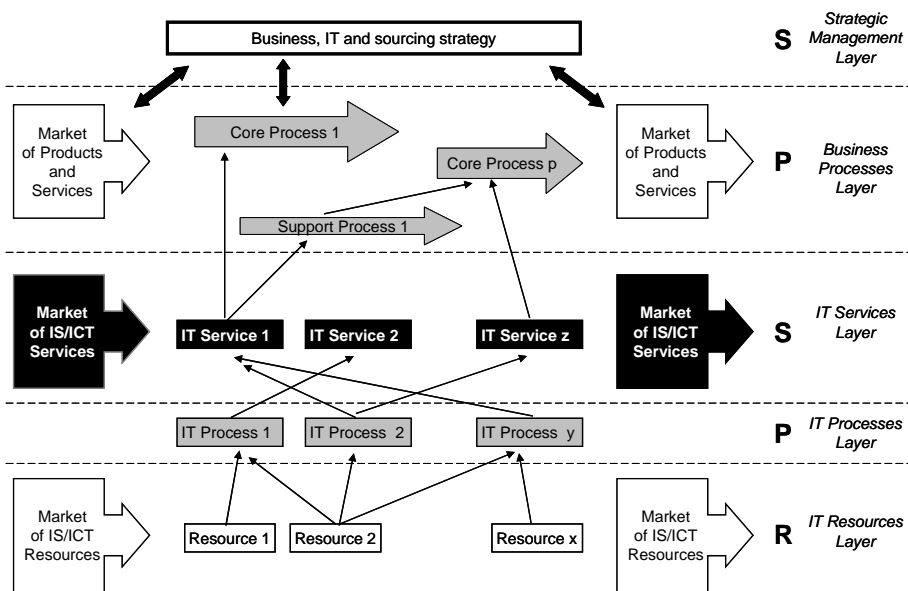 Business, IT and sourcing strategy
S
Strategic
Management
Layer
Market
of Products
and
Services
Core Process 1
Core Process p
Support Process 1
Market
of Products
and
Services
P
Business
Processes
Layer
Market
of IS/ICT
Services
IT Service 1
IT Service 2
IT Service z
Market
of IS/ICT
Services
S
IT Services
Layer
IT Process 1
IT Process 2
IT Process y
P
IT Processes
Layer
Market
of IS/ICT
Resources
Resource 1
Resource 2
Resource x
Market
of IS/ICT
Resources
R
IT Resources
Layer